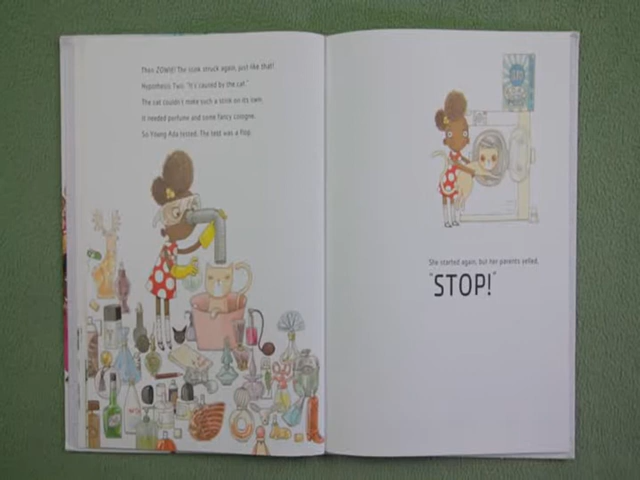 Then ZOWIE! The stink struck again, just like that!
Hypothesis Two: "It's caused by the cat."
The cat couldn't make such a stink on its own.
It needed perfume and some fancy cologne.
So Young Ada tested. The test was a flop.
She started again, but her parents yelled,
"STOP!"